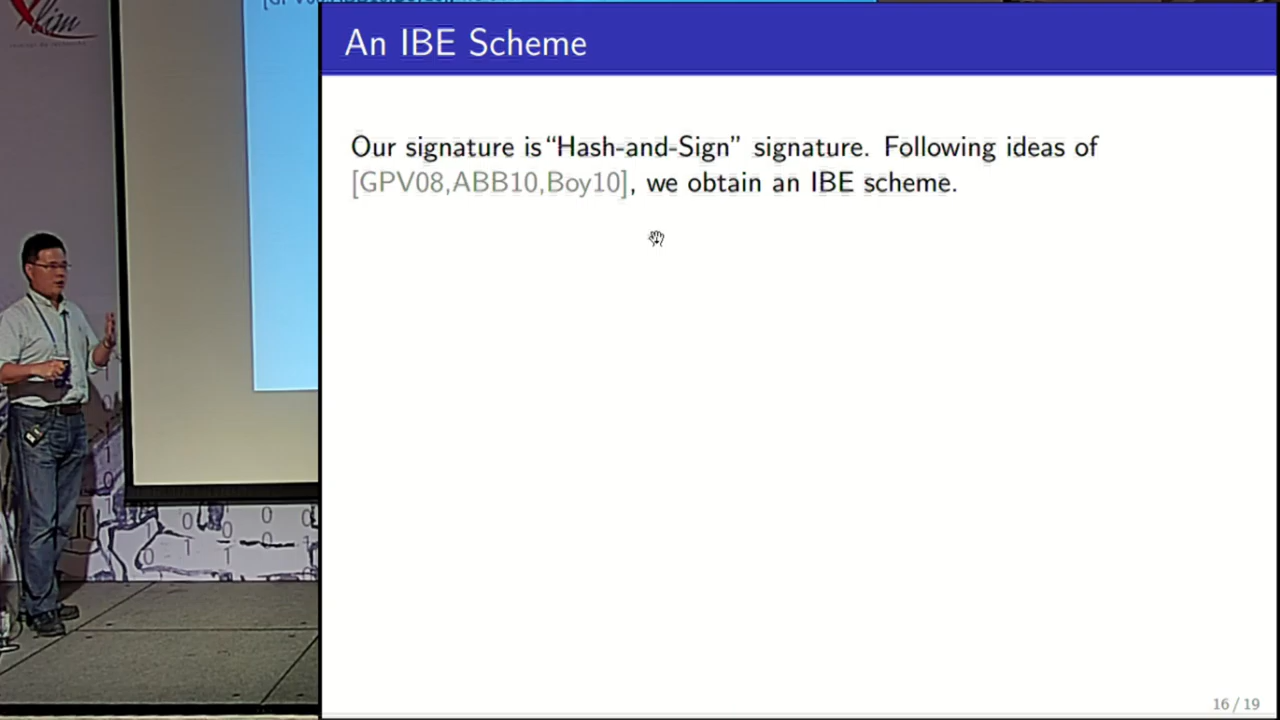 An IBE Scheme
Our signature is “Hash-and-Sign” signature. Following ideas of
[GPV08,ABB10,Boy10], we obtain an IBE scheme.
16 / 19